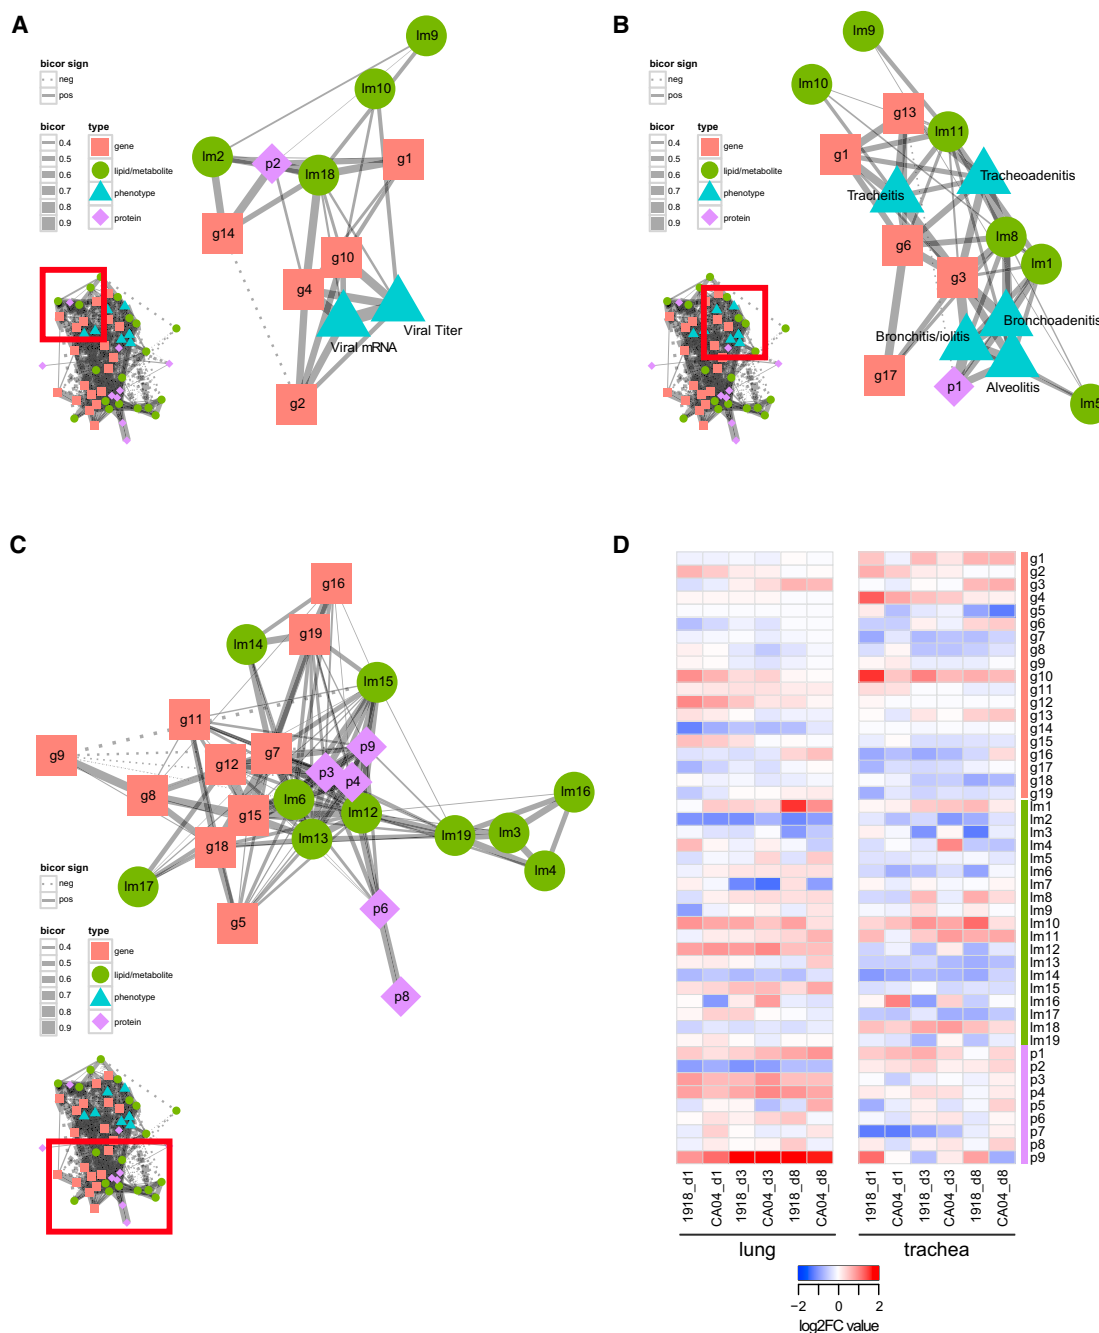 A
bicor sign
neg
pos
bicor
type
0.4
0.5
0.6
0.7
0.8
0.9
gene
lipid/metabolite
phenotype
protein
lm9
lm10
lm2
p2
lm18
g1
g14
g10
g4
Viral Titer
Viral mRNA
g2
B
bicor sign
neg
pos
bicor
type
0.4
0.5
0.6
0.7
0.8
0.9
gene
lipid/metabolite
phenotype
protein
lm9
lm10
g13
lm11
g1
Tracheoadenitis
Tracheitis
g6
lm8
lm1
g3
Bronchoadenitis
Bronchitis/iolitis
g17
p1
Alveolitis
lm5
C
g16
g19
lm14
lm15
g11
g9
g7
p9
g12
p3
p4
g8
lm6
lm16
g15
lm12
lm13
lm19
lm3
g18
lm4
lm17
p6
g5
p8
bicor sign
neg
pos
bicor
type
0.4
0.5
0.6
0.7
0.8
0.9
gene
lipid/metabolite
phenotype
protein
D
g1
g2
g3
g4
g5
g6
g7
g8
g9
g10
g11
g12
g13
g14
g15
g16
g17
g18
g19
lm1
lm2
lm3
lm4
lm5
lm6
lm7
lm8
lm9
lm10
lm11
lm12
lm13
lm14
lm15
lm16
lm17
lm18
lm19
p1
p2
p3
p4
p5
p6
p7
p8
p9
1918_d1
CA04_d1
1918_d3
CA04_d3
1918_d8
CA04_d8
1918_d1
CA04_d1
1918_d3
CA04_d3
1918_d8
CA04_d8
lung
trachea
−2 0 2
log2FC value